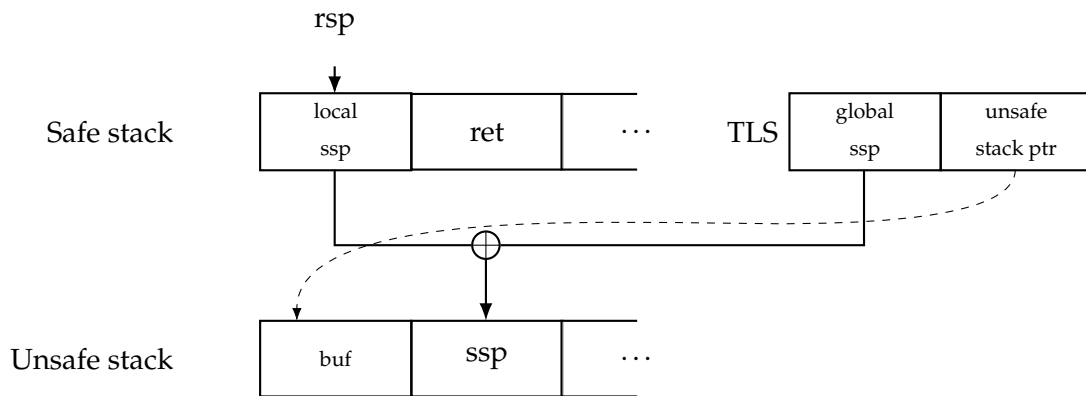 rsp
Safe stack
local
ssp
ret
...
TLS
global
ssp
unsafe
stack ptr
Unsafe stack
buf
ssp
...